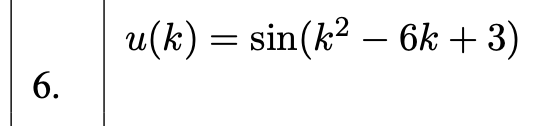 u(k) = sin(k² − 6k + 3)
6.